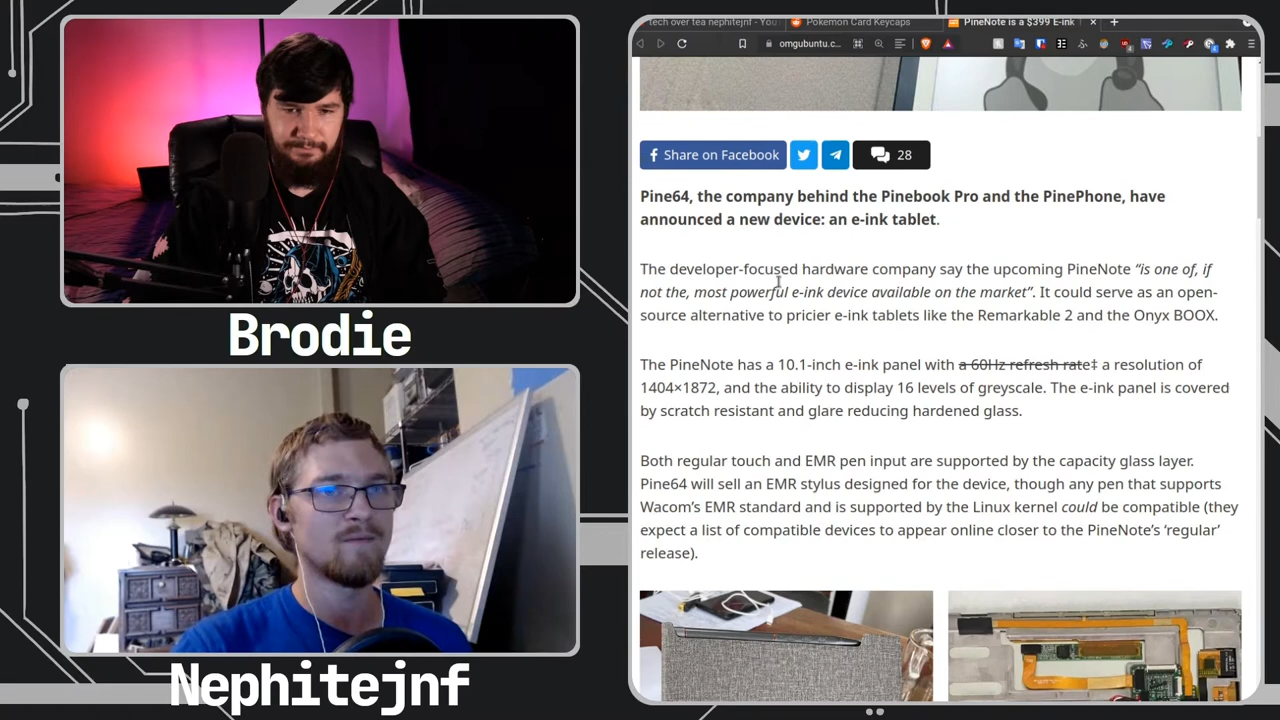 tech over tea nephitejnf - You
Pokemon Card Keycaps
PineNote is a $399 E-ink
omgubuntu.c...
Share on Facebook
28
Pine64, the company behind the Pinebook Pro and the PinePhone, have
announced a new device: an e-ink tablet.
The developer-focused hardware company say the upcoming PineNote “is one of, if
not the, most powerful e-ink device available on the market”. It could serve as an open-
source alternative to pricier e-ink tablets like the Remarkable 2 and the Onyx BOOX.
The PineNote has a 10.1-inch e-ink panel with a 60Hz refresh rate‡ a resolution of
1404×1872, and the ability to display 16 levels of greyscale. The e-ink panel is covered
by scratch resistant and glare reducing hardened glass.
Both regular touch and EMR pen input are supported by the capacity glass layer.
Pine64 will sell an EMR stylus designed for the device, though any pen that supports
Wacom’s EMR standard and is supported by the Linux kernel could be compatible (they
expect a list of compatible devices to appear online closer to the PineNote’s ‘regular’
release).
Brodie
Nephitejnf